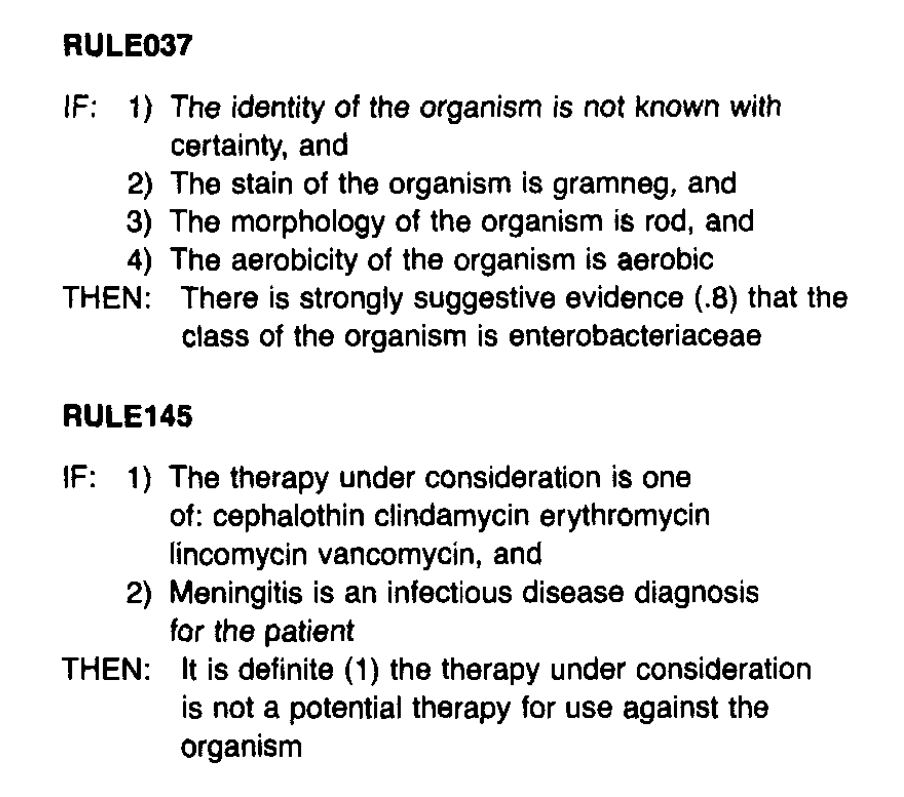 RULE037
IF: 1) The identity of the organism is not known with
certainty, and
2) The stain of the organism is gramneg, and
3) The morphology of the organism is rod, and
4) The aerobicity of the organism is aerobic
THEN: There is strongly suggestive evidence (.8) that the
class of the organism is enterobacteriaceae
RULE145
IF: 1) The therapy under consideration is one
of: cephalothin clindamycin erythromycin
lincomycin vancomycin, and
2) Meningitis is an infectious disease diagnosis
for the patient
THEN: It is definite (1) the therapy under consideration
is not a potential therapy for use against the
organism